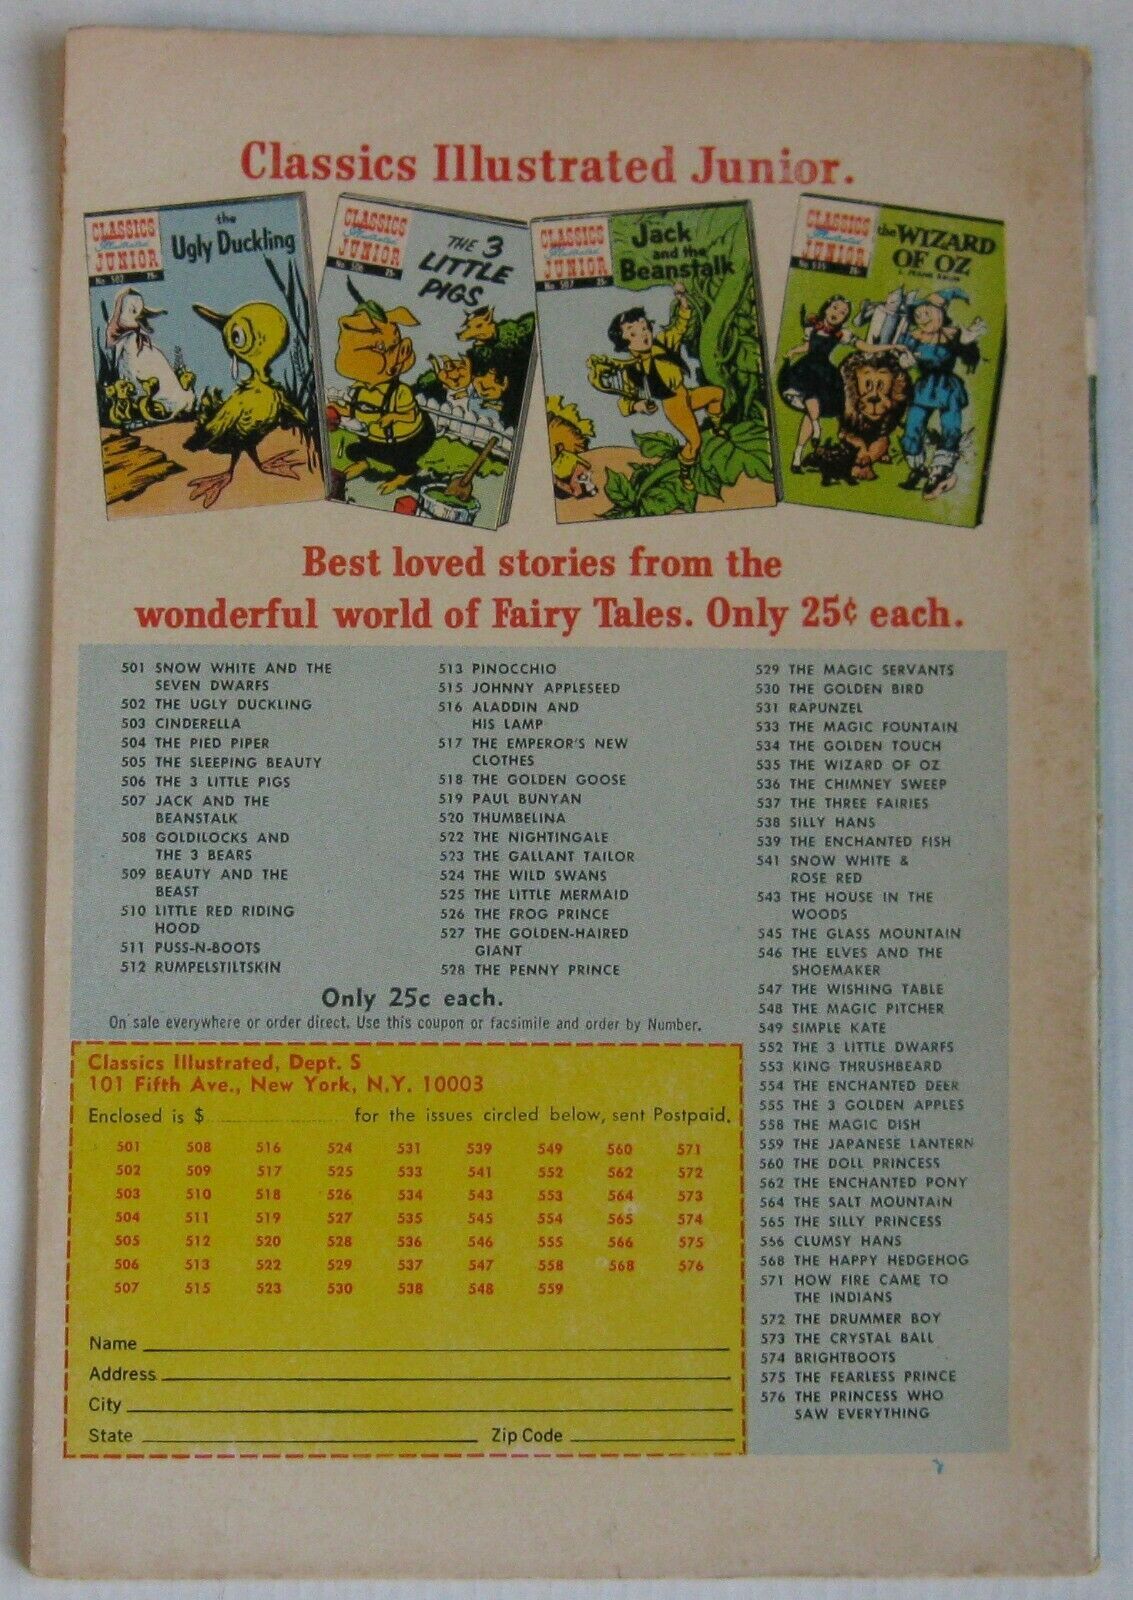 Classics Illustrated Junior.
CLASSICS
Illustrated
JUNIOR
No. 502 25¢
the
Ugly Duckling
CLASSICS
Illustrated
JUNIOR
No. 506 25¢
THE 3
LITTLE
PIGS
CLASSICS
Illustrated
JUNIOR
No. 507 25¢
Jack
and the
Beanstalk
CLASSICS
Illustrated
JUNIOR
No. 535 25¢
the WIZARD
OF OZ
L. FRANK BAUM
Best loved stories from the
wonderful world of Fairy Tales. Only 25¢ each.
501 SNOW WHITE AND THE
SEVEN DWARFS
502 THE UGLY DUCKLING
503 CINDERELLA
504 THE PIED PIPER
505 THE SLEEPING BEAUTY
506 THE 3 LITTLE PIGS
507 JACK AND THE
BEANSTALK
508 GOLDILOCKS AND
THE 3 BEARS
509 BEAUTY AND THE
BEAST
510 LITTLE RED RIDING
HOOD
511 PUSS-N-BOOTS
512 RUMPELSTILTSKIN
513 PINOCCHIO
515 JOHNNY APPLESEED
516 ALADDIN AND
HIS LAMP
517 THE EMPEROR'S NEW
CLOTHES
518 THE GOLDEN GOOSE
519 PAUL BUNYAN
520 THUMBELINA
522 THE NIGHTINGALE
523 THE GALLANT TAILOR
524 THE WILD SWANS
525 THE LITTLE MERMAID
526 THE FROG PRINCE
527 THE GOLDEN-HAIRED
GIANT
528 THE PENNY PRINCE
529 THE MAGIC SERVANTS
530 THE GOLDEN BIRD
531 RAPUNZEL
533 THE MAGIC FOUNTAIN
534 THE GOLDEN TOUCH
535 THE WIZARD OF OZ
536 THE CHIMNEY SWEEP
537 THE THREE FAIRIES
538 SILLY HANS
539 THE ENCHANTED FISH
541 SNOW WHITE &
ROSE RED
543 THE HOUSE IN THE
WOODS
545 THE GLASS MOUNTAIN
546 THE ELVES AND THE
SHOEMAKER
547 THE WISHING TABLE
548 THE MAGIC PITCHER
549 SIMPLE KATE
552 THE 3 LITTLE DWARFS
553 KING THRUSHBEARD
554 THE ENCHANTED DEER
555 THE 3 GOLDEN APPLES
558 THE MAGIC DISH
559 THE JAPANESE LANTERN
560 THE DOLL PRINCESS
562 THE ENCHANTED PONY
564 THE SALT MOUNTAIN
565 THE SILLY PRINCESS
556 CLUMSY HANS
568 THE HAPPY HEDGEHOG
571 HOW FIRE CAME TO
THE INDIANS
572 THE DRUMMER BOY
573 THE CRYSTAL BALL
574 BRIGHTBOOTS
575 THE FEARLESS PRINCE
576 THE PRINCESS WHO
SAW EVERYTHING
Only 25c each.
On sale everywhere or order direct. Use this coupon or facsimile and order by Number.
Classics Illustrated, Dept. S
101 Fifth Ave., New York, N.Y. 10003
Enclosed is $ for the issues circled below, sent Postpaid.
501 508 516 524 531 539 549 560 571
502 509 517 525 533 541 552 562 572
503 510 518 526 534 543 553 564 573
504 511 519 527 535 545 554 565 574
505 512 520 528 536 546 555 566 575
506 513 522 529 537 547 558 568 576
507 515 523 530 538 548 559
Name
Address
City
State Zip Code